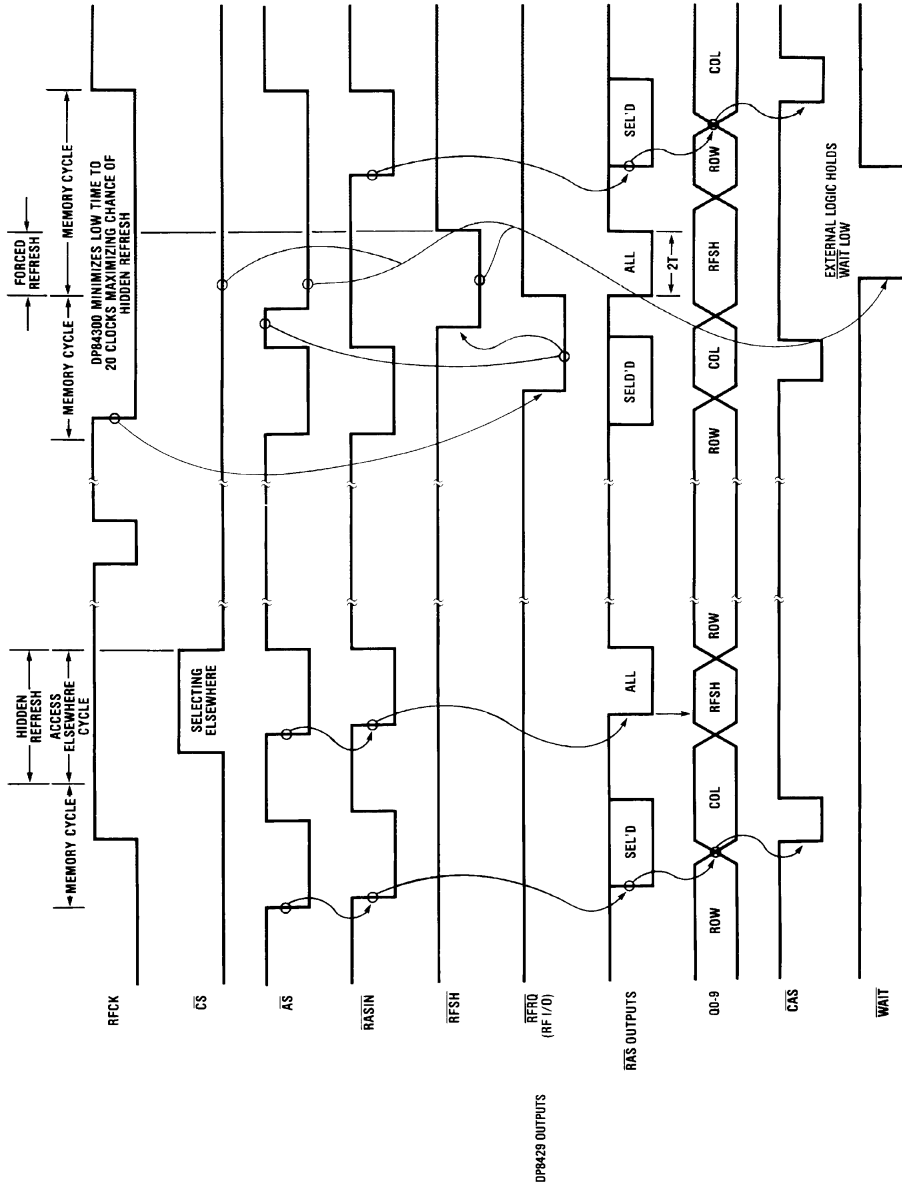 HIDDEN
REFRESH
FORCED
REFRESH
MEMORY CYCLE
ACCESS
ELSEWHERE
CYCLE
MEMORY CYCLE
MEMORY CYCLE
RFCK
DP84300 MINIMIZES LOW TIME TO
20 CLOCKS MAXIMIZING CHANCE OF
HIDDEN REFRESH
CS
SELECTING
ELSEWHERE
AS
RASIN
RFSH
RFRQ
(RF I/O)
DP8429 OUTPUTS
RAS OUTPUTS
SEL'D
ALL
SELD'D
ALL
SEL'D
2T
Q0-9
ROW
COL
RFSH
ROW
ROW
COL
RFSH
ROW
COL
CAS
EXTERNAL LOGIC HOLDS
WAIT LOW
WAIT